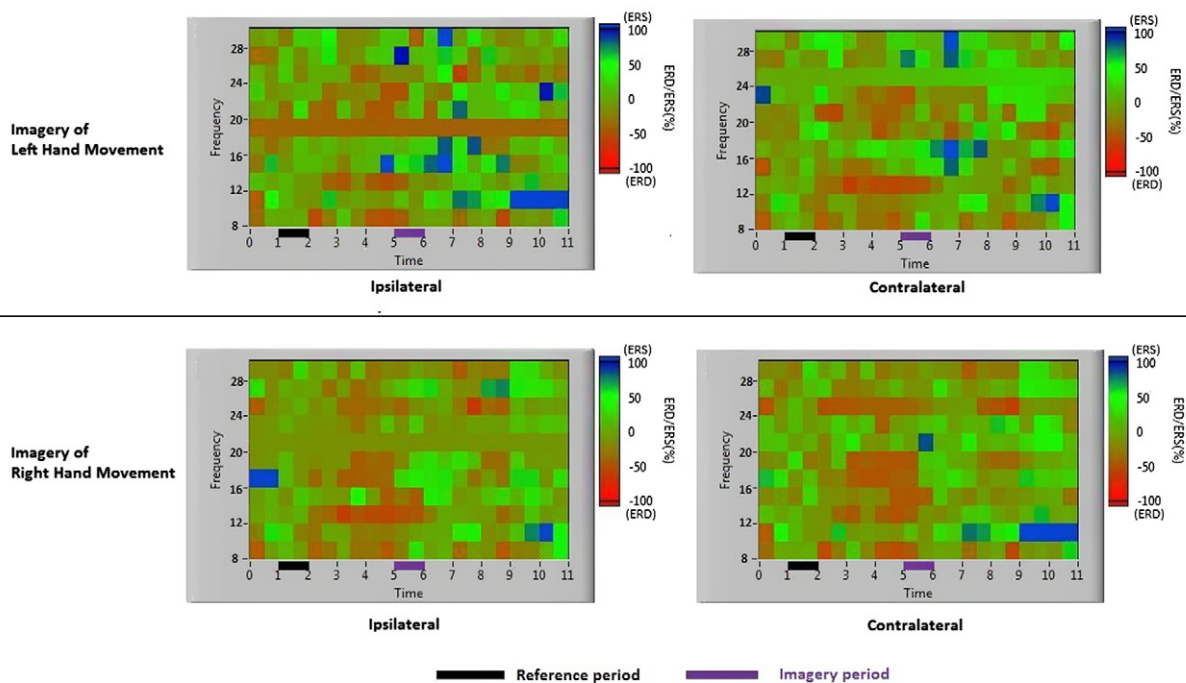 Imagery of
Left Hand Movement
Frequency
28
24
20
16
12
8
0 1 2 3 4 5 6 7 8 9 10 11
Time
Ipsilateral
(ERS)
100
50
0
-50
-100
(ERD)
ERD/ERS(%)
Frequency
28
24
20
16
12
8
0 1 2 3 4 5 6 7 8 9 10 11
Time
Contralateral
(ERS)
100
50
0
-50
-100
(ERD)
ERD/ERS(%)
Imagery of
Right Hand Movement
Frequency
28
24
20
16
12
8
0 1 2 3 4 5 6 7 8 9 10 11
Time
Ipsilateral
(ERS)
100
50
0
-50
-100
(ERD)
ERD/ERS(%)
Frequency
28
24
20
16
12
8
0 1 2 3 4 5 6 7 8 9 10 11
Time
Contralateral
(ERS)
100
50
0
-50
-100
(ERD)
ERD/ERS(%)
Reference period
Imagery period